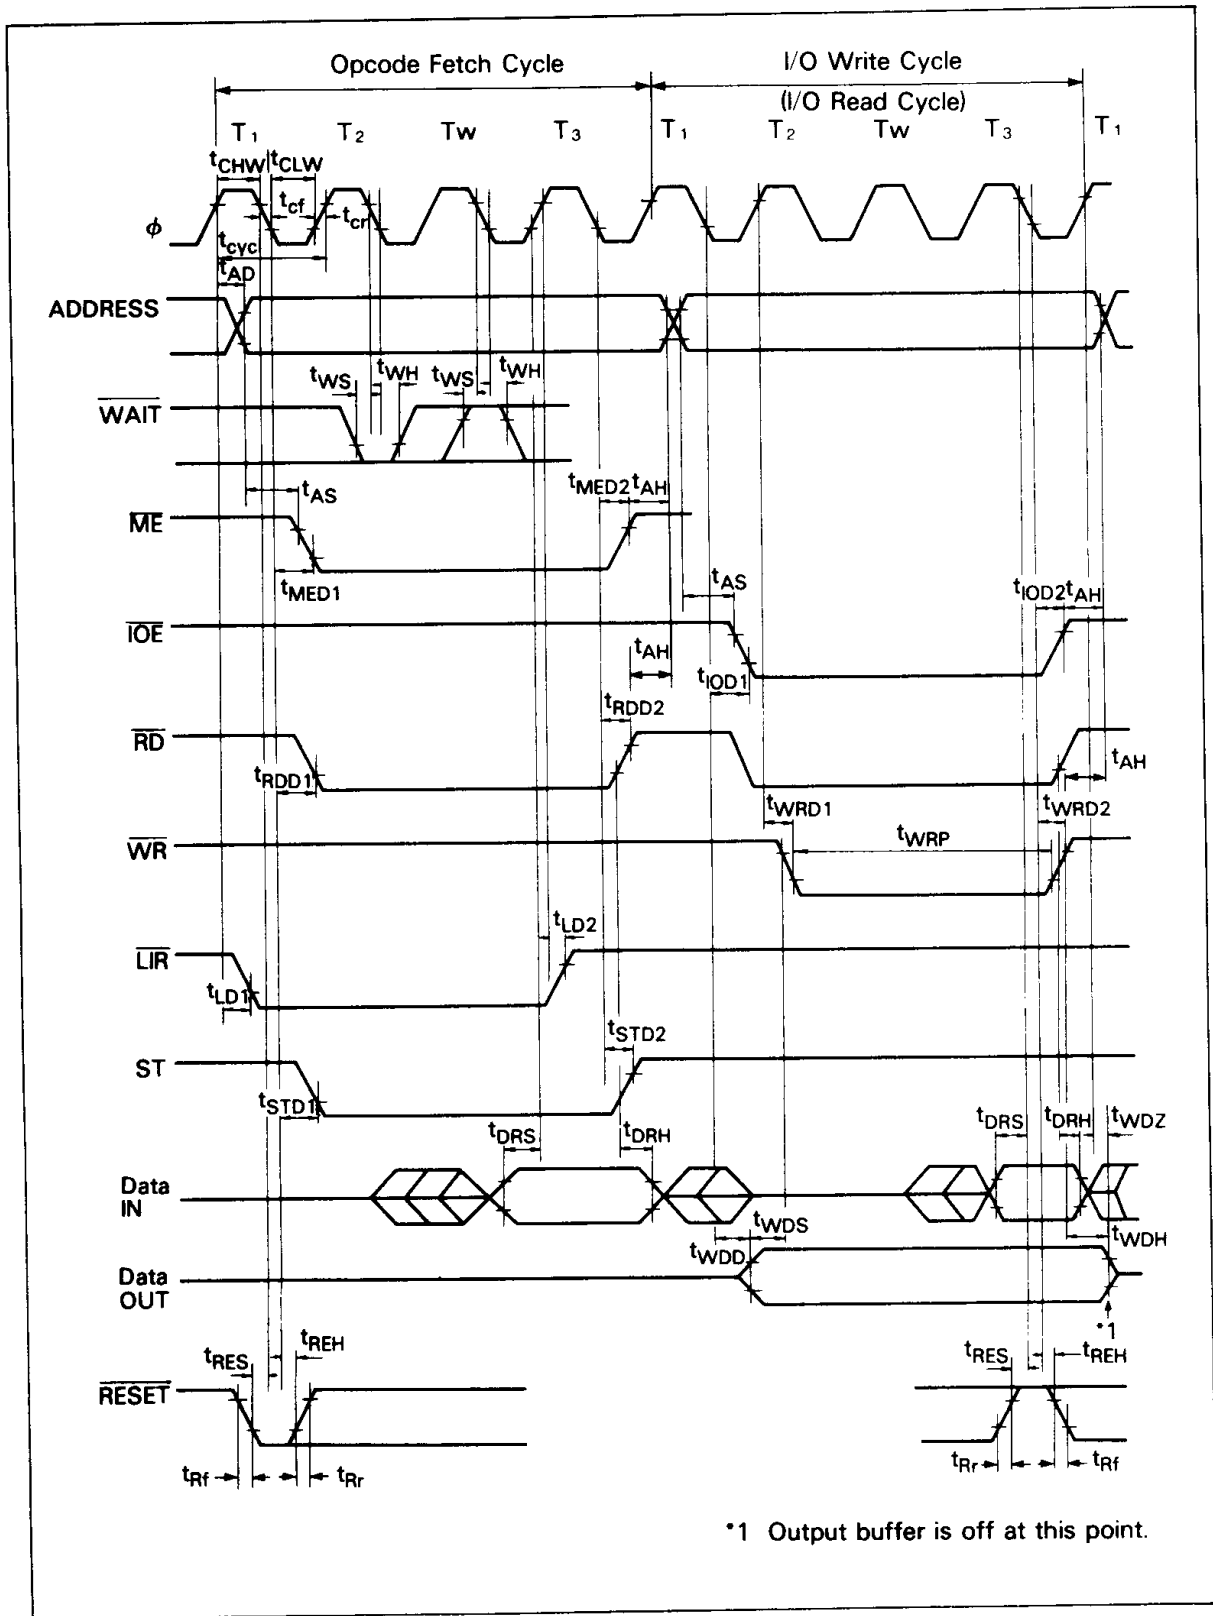 Opcode Fetch Cycle
I/O Write Cycle
(I/O Read Cycle)
T1 T2 TW T3 T1 T2 TW T3 T1
tCHW tCLW
tcf
tcr
φ
tcyc
tAD
ADDRESS
tWS tWH tWS tWH
WAIT
tAS tMED2 tAH
ME
tMED1
tAS tIOD2 tAH
IOE
tAH
tIOD1
tRDD2
RD
tRDD1 tAH
tWRD1 tWRD2
tWRP
WR
tLD2
LIR
tLD1
tSTD2
ST
tSTD1
tDRS tDRH tDRS tDRH tWDZ
Data
IN
tWDS
tWDD tWDH
Data
OUT
*1
tREH
tRES tRES tREH
RESET
tRf tRr tRr tRf
*1 Output buffer is off at this point.